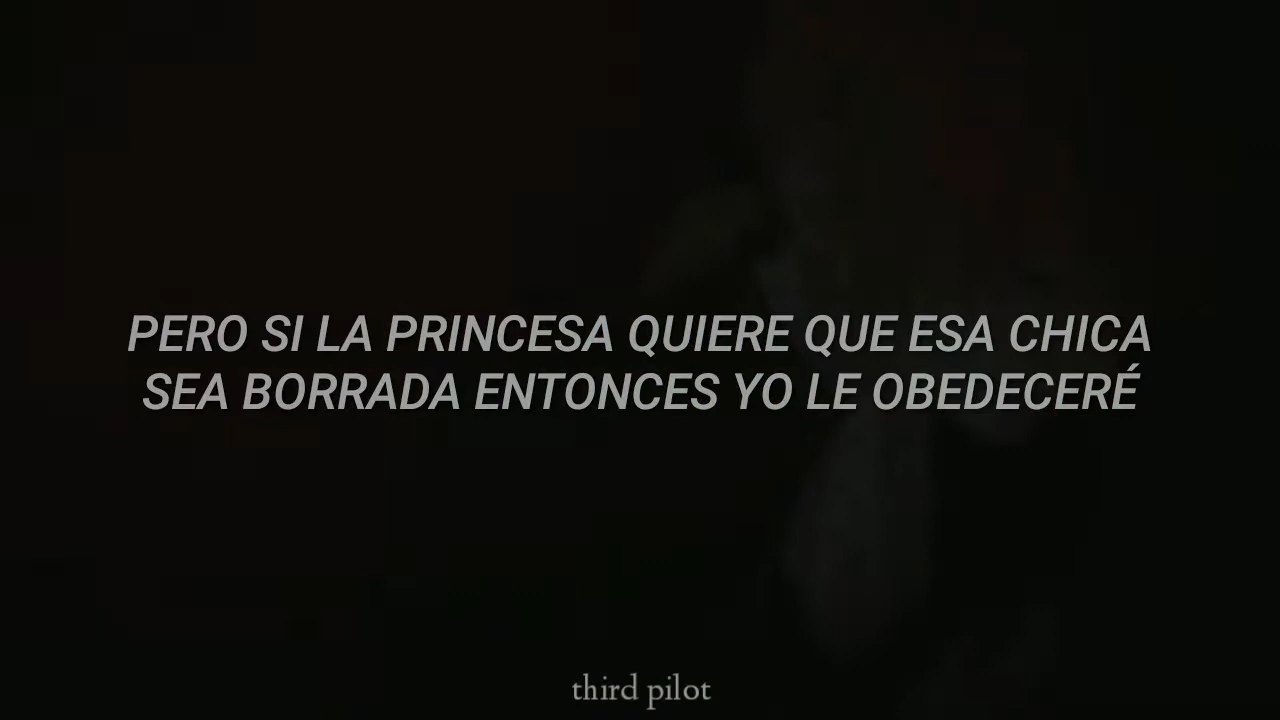 PERO SI LA PRINCESA QUIERE QUE ESA CHICA
SEA BORRADA ENTONCES YO LE OBEDECERÉ
third pilot